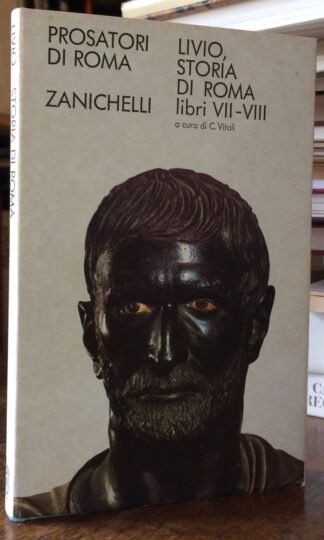 PROSATORI
DI ROMA
ZANICHELLI
LIVIO,
STORIA
DI ROMA
libri VII-VIII
a cura di C. Vitali
LIVIO STORIA DI ROMA